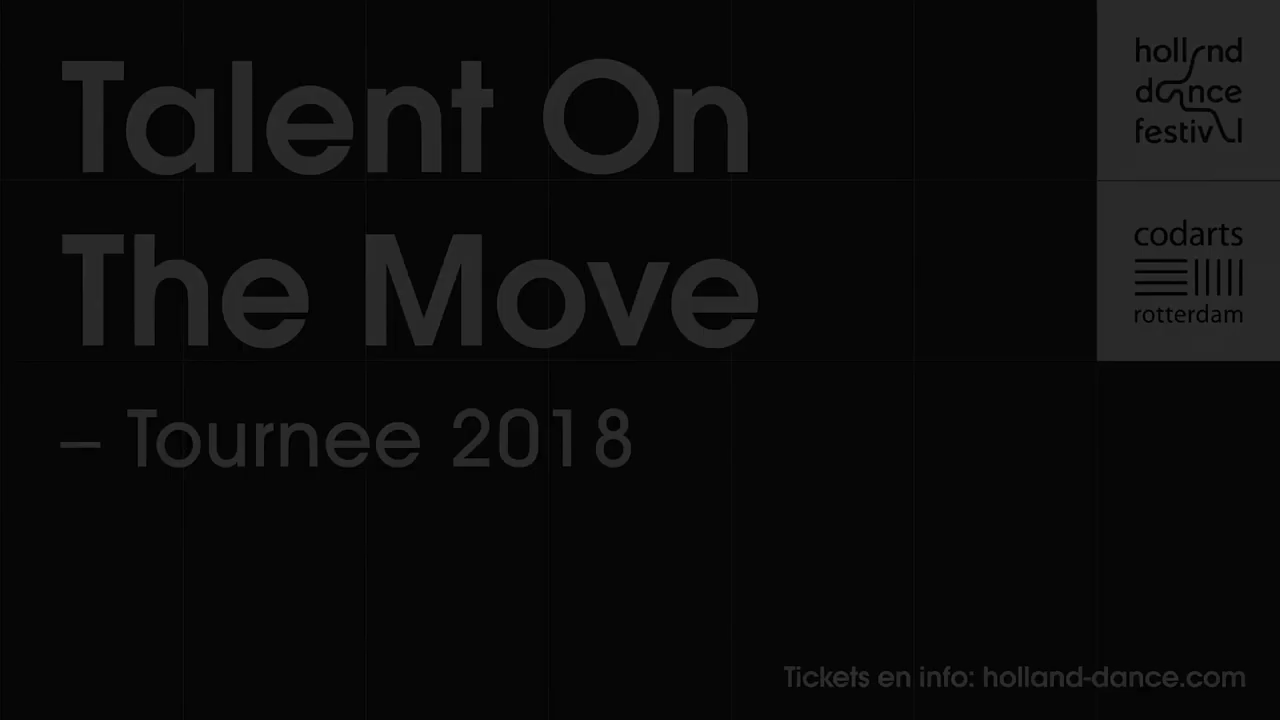 Talent On
The Move
– Tournee 2018
holland
dance
festival
codarts
rotterdam
Tickets en info: holland-dance.com